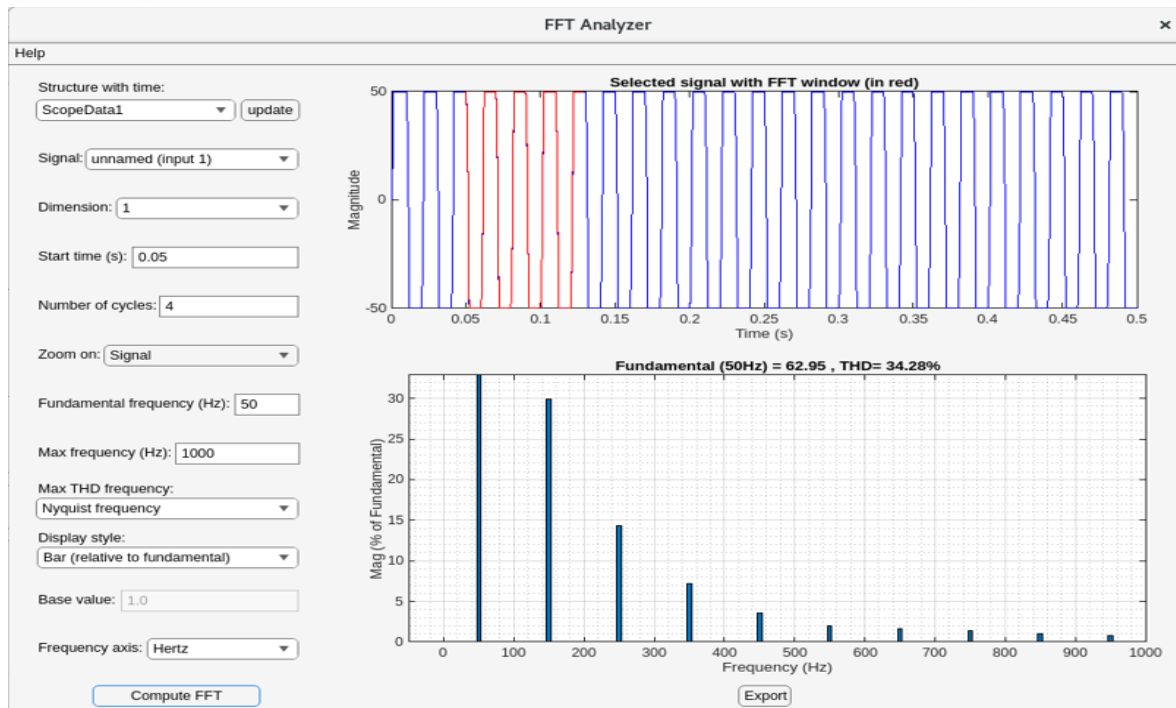 FFT Analyzer
×
Help
Structure with time:
ScopeData1
update
Signal: unnamed (input 1)
Dimension: 1
Start time (s): 0.05
Number of cycles: 4
Zoom on: Signal
Fundamental frequency (Hz): 50
Max frequency (Hz): 1000
Max THD frequency:
Nyquist frequency
Display style:
Bar (relative to fundamental)
Base value: 1.0
Frequency axis: Hertz
Compute FFT
Selected signal with FFT window (in red)
Magnitude
50
0
-50
0 0.05 0.1 0.15 0.2 0.25 0.3 0.35 0.4 0.45 0.5
Time (s)
Fundamental (50Hz) = 62.95 , THD= 34.28%
Mag (% of Fundamental)
30
25
20
15
10
5
0
0 100 200 300 400 500 600 700 800 900 1000
Frequency (Hz)
Export